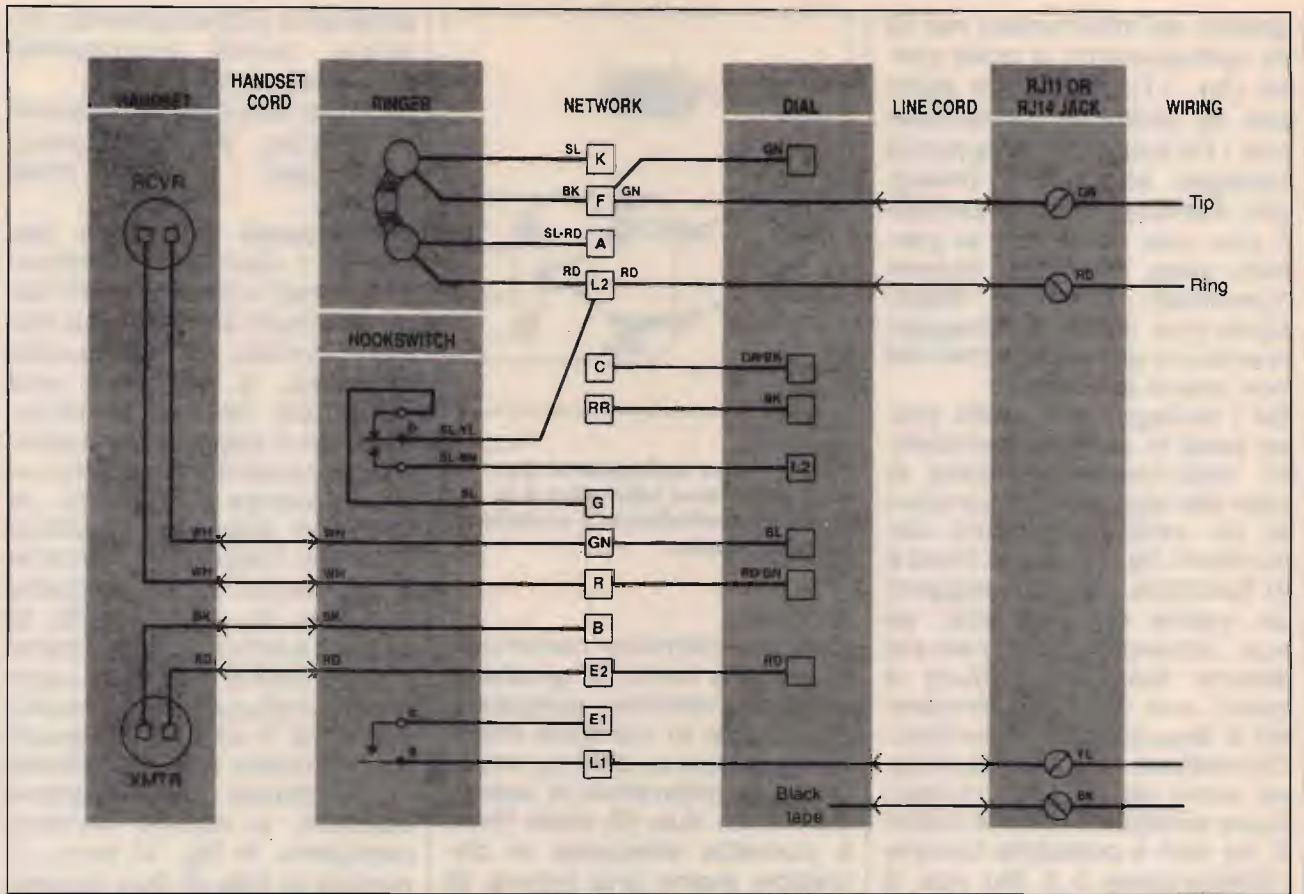 HANDSET
HANDSET CORD
RINGER
NETWORK
DIAL
LINE CORD
RJ11 OR RJ14 JACK
WIRING
SL K GN
RCVR
BK F GN GN Tip
SL-RD A
RD L2 RD RD Ring
HOOKSWITCH
C GN-BK
RR BK
SL-YL
SL-BN L2
SL G
WH WH GN BL
WH WH R RD-GN
BK BK B
RD RD E2 RD
E1
L1 YL
XMTR
Black tape BK